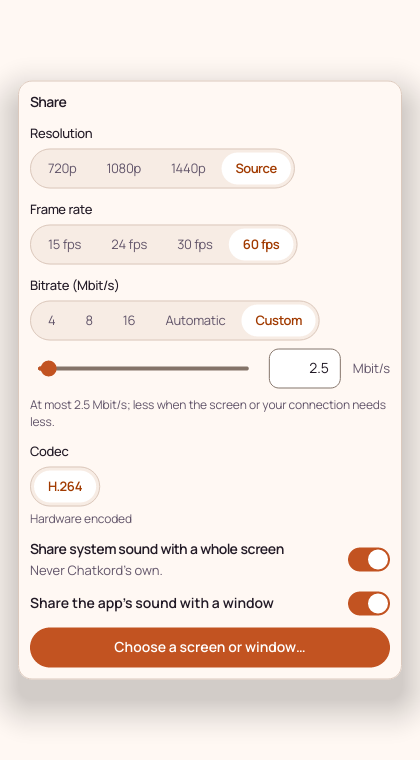 Share
Resolution
720p 1080p 1440p Source
Frame rate
15 fps 24 fps 30 fps 60 fps
Bitrate (Mbit/s)
4 8 16 Automatic Custom
2.5 Mbit/s
At most 2.5 Mbit/s; less when the screen or your connection needs
less.
Codec
H.264
Hardware encoded
Share system sound with a whole screen
Never Chatkord's own.
Share the app's sound with a window
Choose a screen or window…